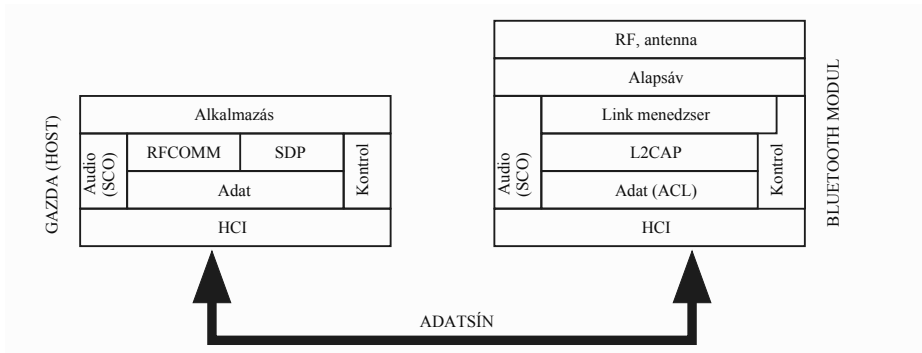 GAZDA (HOST)
Alkalmazás
Audio
(SCO)
RFCOMM
SDP
Kontrol
Adat
HCI
RF, antenna
Alapsáv
Link menedzser
Audio
(SCO)
L2CAP
Kontrol
Adat (ACL)
HCI
BLUETOOTH MODUL
ADATSÍN